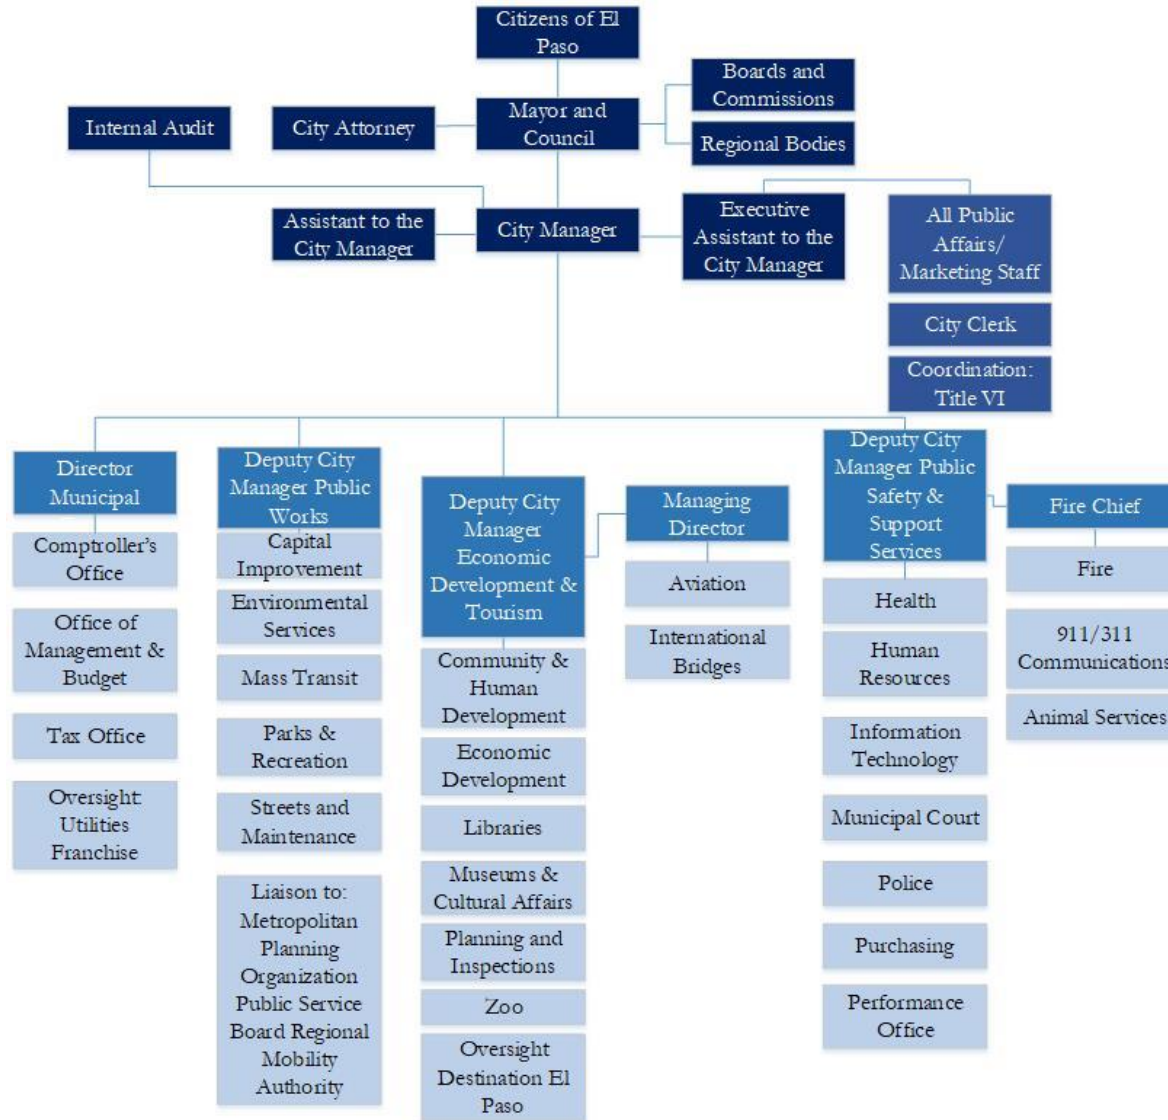 Citizens of El
Paso
Boards and
Commissions
Internal Audit
City Attorney
Mayor and
Council
Regional Bodies
Assistant to the
City Manager
City Manager
Executive
Assistant to the
City Manager
All Public
Affairs/
Marketing Staff
City Clerk
Coordination:
Title VI
Director
Municipal
Comptroller's
Office
Office of
Management &
Budget
Tax Office
Oversight:
Utilities
Franchise
Deputy City
Manager Public
Works
Capital
Improvement
Environmental
Services
Mass Transit
Parks &
Recreation
Streets and
Maintenance
Liaison to:
Metropolitan
Planning
Organization
Public Service
Board Regional
Mobility
Authority
Deputy City
Manager
Economic
Development &
Tourism
Community &
Human
Development
Economic
Development
Libraries
Museums &
Cultural Affairs
Planning and
Inspections
Zoo
Oversight
Destination El
Paso
Managing
Director
Aviation
International
Bridges
Deputy City
Manager Public
Safety &
Support
Services
Health
Human
Resources
Information
Technology
Municipal Court
Police
Purchasing
Performance
Office
Fire Chief
Fire
911/311
Communications
Animal Services